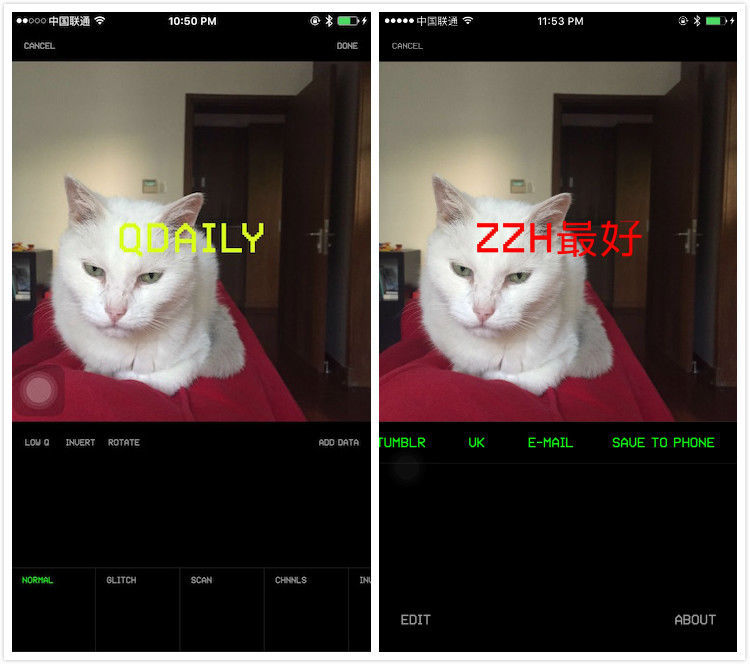 中国联通 10:50 PM
CANCEL DONE
QDAILY
LOW Q INVERT ROTATE ADD DATA
NORMAL GLITCH SCAN CHNNLS INV
中国联通 11:53 PM
CANCEL
ZZH最好
TUMBLR UK E-MAIL SAVE TO PHONE
EDIT ABOUT